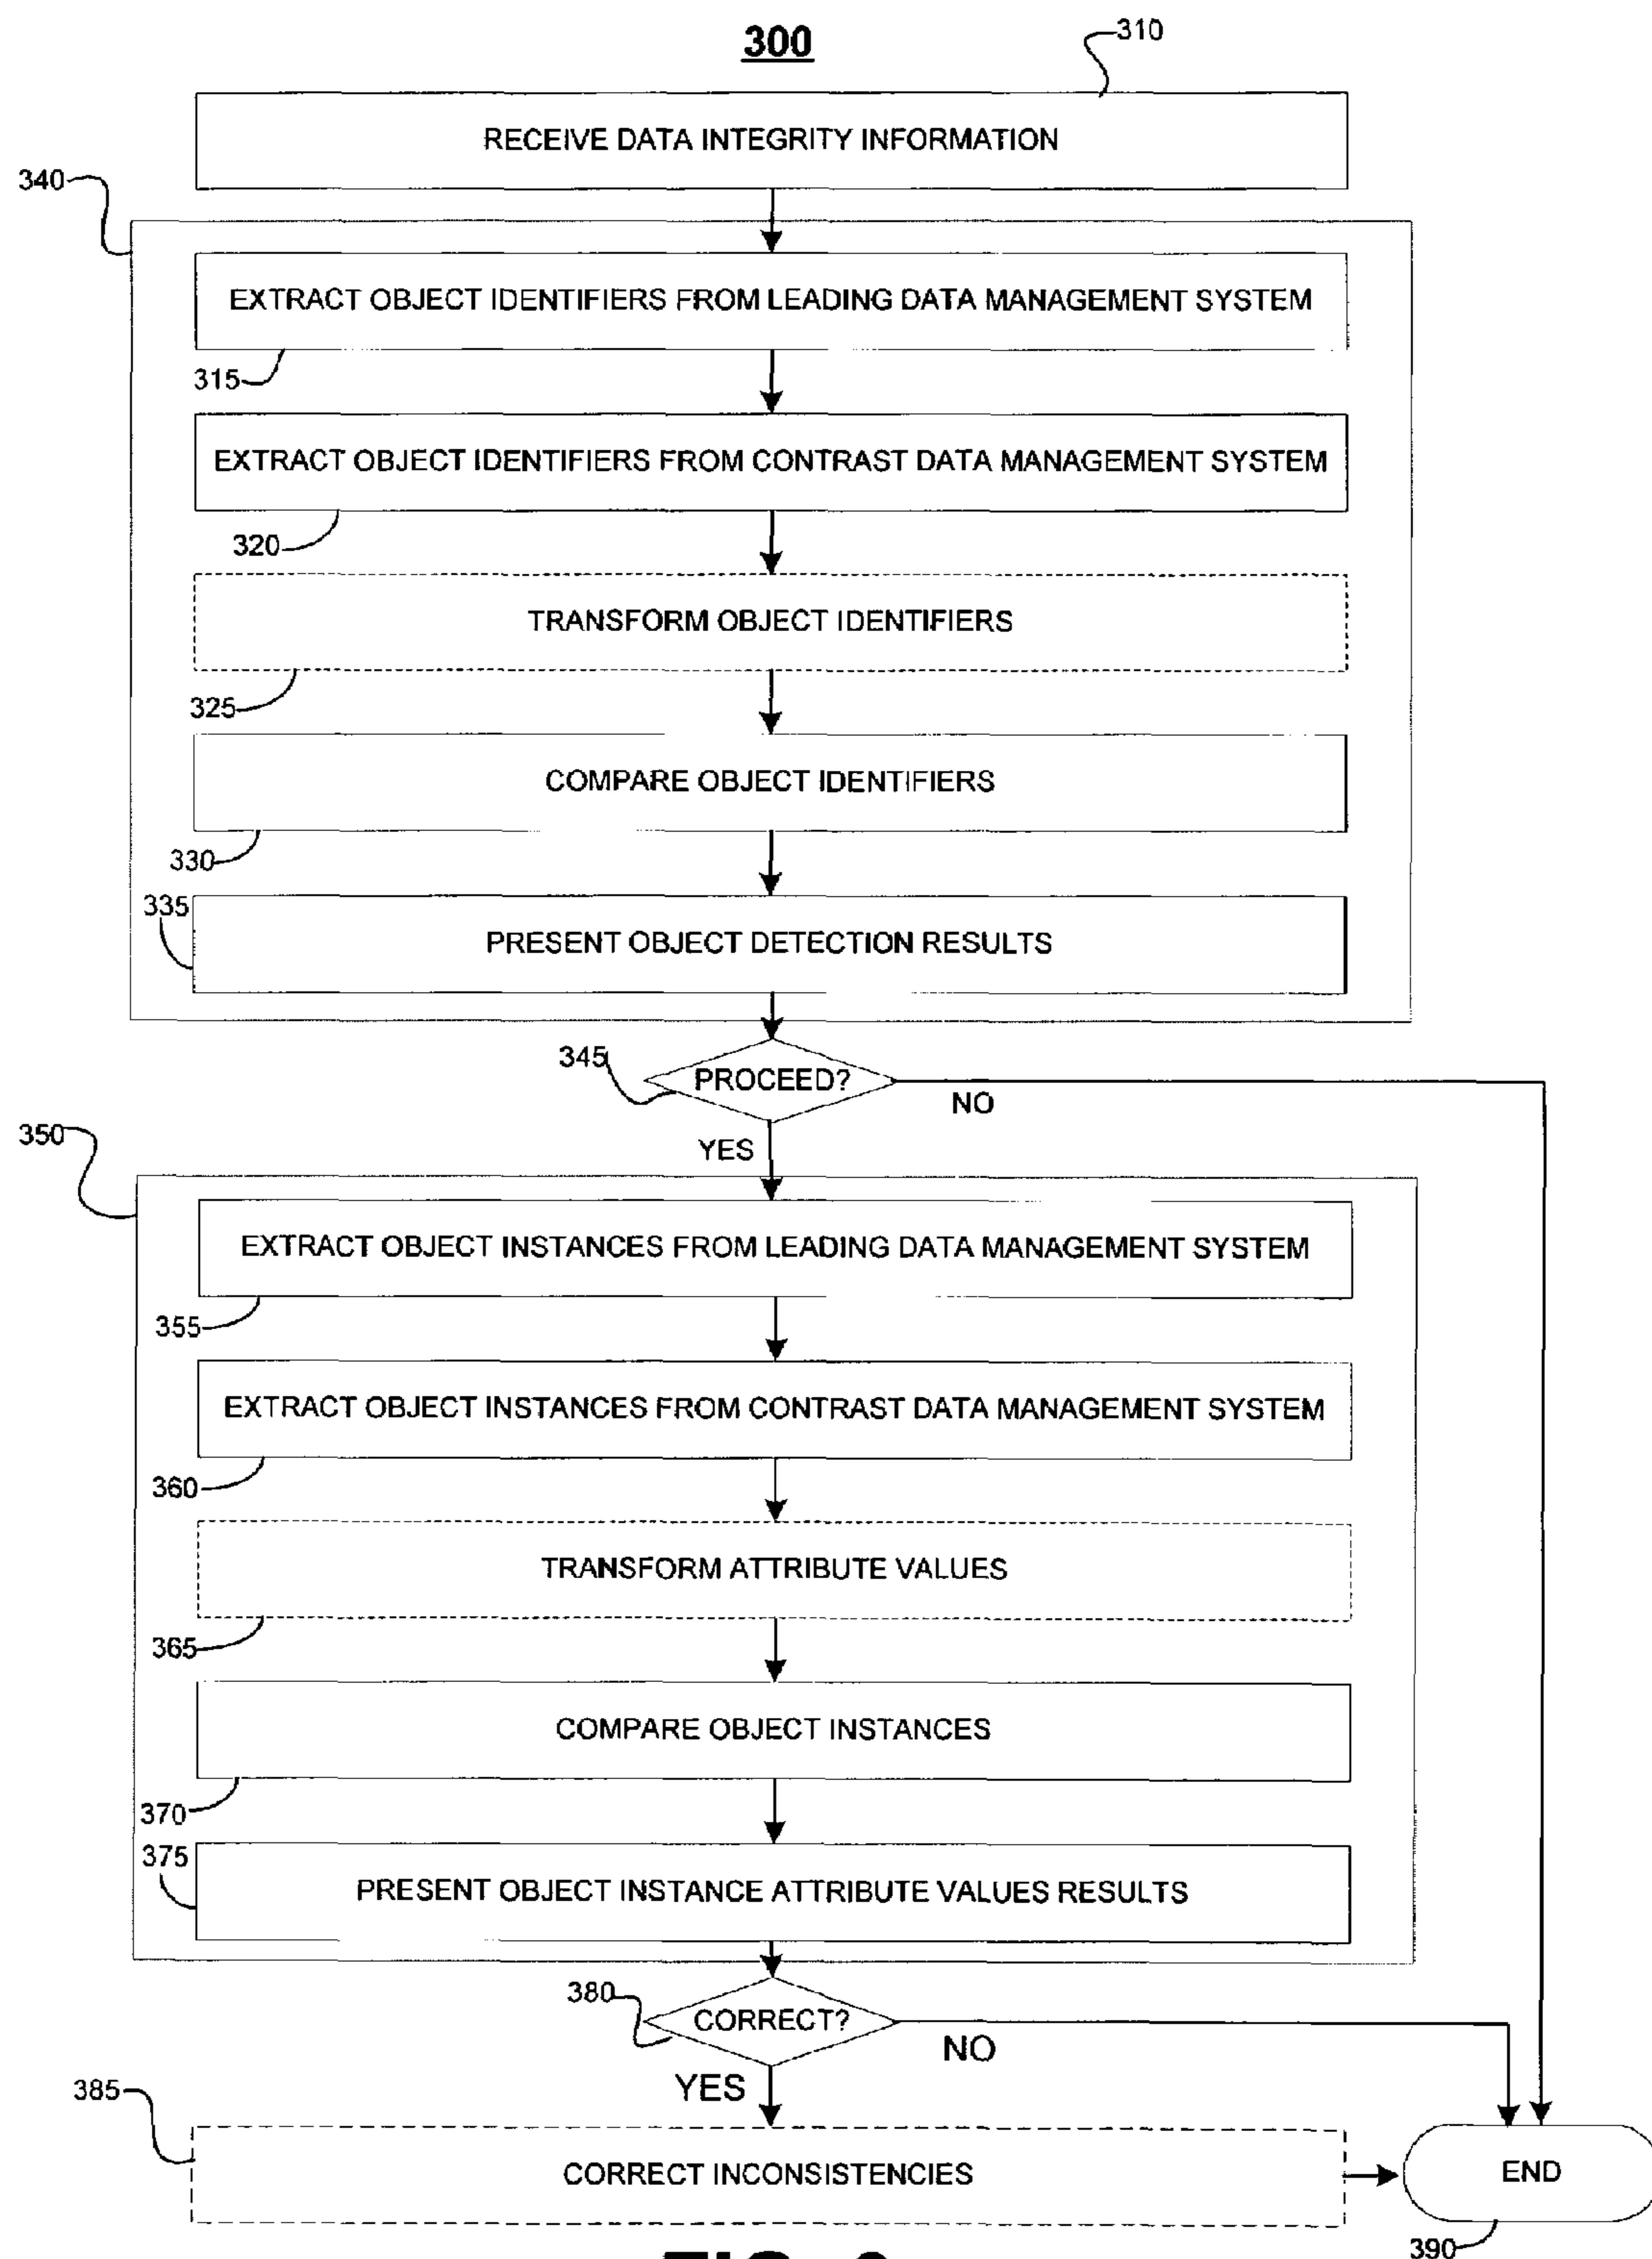 300
310
RECEIVE DATA INTEGRITY INFORMATION
340
EXTRACT OBJECT IDENTIFIERS FROM LEADING DATA MANAGEMENT SYSTEM
315
EXTRACT OBJECT IDENTIFIERS FROM CONTRAST DATA MANAGEMENT SYSTEM
320
TRANSFORM OBJECT IDENTIFIERS
325
COMPARE OBJECT IDENTIFIERS
330
335
PRESENT OBJECT DETECTION RESULTS
345
PROCEED?
NO
YES
350
EXTRACT OBJECT INSTANCES FROM LEADING DATA MANAGEMENT SYSTEM
355
EXTRACT OBJECT INSTANCES FROM CONTRAST DATA MANAGEMENT SYSTEM
360
TRANSFORM ATTRIBUTE VALUES
365
COMPARE OBJECT INSTANCES
370
375
PRESENT OBJECT INSTANCE ATTRIBUTE VALUES RESULTS
380
CORRECT?
NO
YES
385
CORRECT INCONSISTENCIES
END
390